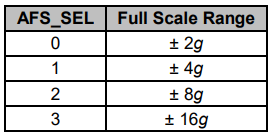 AFS_SEL Full Scale Range
0 ± 2g
1 ± 4g
2 ± 8g
3 ± 16g